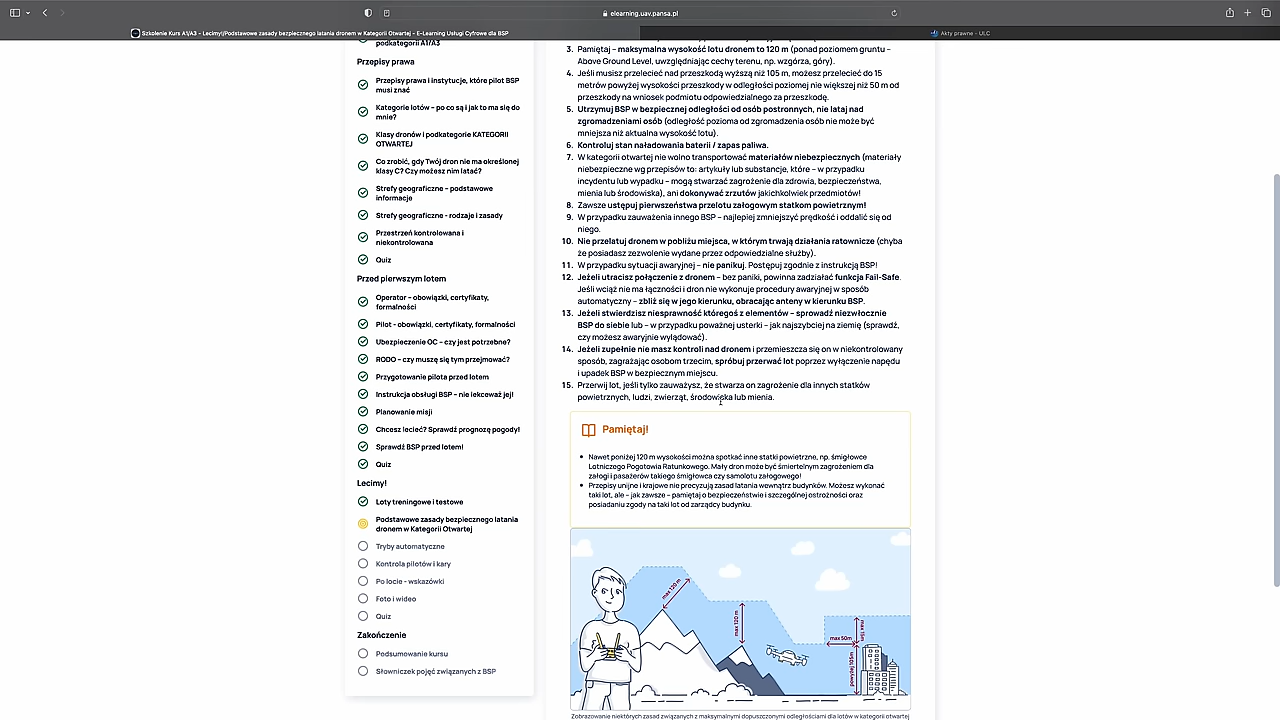 elearning.uav.pansa.pl
Szkolenie Kurs A1/A3 – Lecimy!/Podstawowe zasady bezpiecznego latania dronem w Kategorii Otwartej – E-Learning Usługi Cyfrowe dla BSP
Akty prawne - ULC
podkategorii A1/A3
Przepisy prawa
Przepisy prawa i instytucje, które pilot BSP
musi znać
Kategorie lotów – po co są i jak to ma się do
mnie?
Klasy dronów i podkategorie KATEGORII
OTWARTEJ
Co zrobić, gdy Twój dron nie ma określonej
klasy C? Czy możesz nim latać?
Strefy geograficzne – podstawowe
informacje
Strefy geograficzne - rodzaje i zasady
Przestrzeń kontrolowana i
niekontrolowana
Quiz
Przed pierwszym lotem
Operator – obowiązki, certyfikaty,
formalności
Pilot - obowiązki, certyfikaty, formalności
Ubezpieczenie OC – czy jest potrzebne?
RODO – czy muszę się tym przejmować?
Przygotowanie pilota przed lotem
Instrukcja obsługi BSP – nie lekceważ jej!
Planowanie misji
Chcesz lecieć? Sprawdź prognozę pogody!
Sprawdź BSP przed lotem!
Quiz
Lecimy!
Loty treningowe i testowe
Podstawowe zasady bezpiecznego latania
dronem w Kategorii Otwartej
Tryby automatyczne
Kontrola pilotów i kary
Po locie - wskazówki
Foto i wideo
Quiz
Zakończenie
Podsumowanie kursu
Słowniczek pojęć związanych z BSP
3. Pamiętaj – maksymalna wysokość lotu dronem to 120 m (ponad poziomem gruntu –
Above Ground Level, uwzględniając cechy terenu, np. wzgórza, góry).
4. Jeśli musisz przelecieć nad przeszkodą wyższą niż 105 m, możesz przelecieć do 15
metrów powyżej wysokości przeszkody w odległości poziomej nie większej niż 50 m od
przeszkody na wniosek podmiotu odpowiedzialnego za przeszkodę.
5. Utrzymuj BSP w bezpiecznej odległości od osób postronnych, nie lataj nad
zgromadzeniami osób (odległość pozioma od zgromadzenia osób nie może być
mniejsza niż aktualna wysokość lotu).
6. Kontroluj stan naładowania baterii / zapas paliwa.
7. W kategorii otwartej nie wolno transportować materiałów niebezpiecznych (materiały
niebezpieczne wg przepisów to: artykuły lub substancje, które – w przypadku
incydentu lub wypadku – mogą stwarzać zagrożenie dla zdrowia, bezpieczeństwa,
mienia lub środowiska), ani dokonywać zrzutów jakichkolwiek przedmiotów!
8. Zawsze ustępuj pierwszeństwa przelotu załogowym statkom powietrznym!
9. W przypadku zauważenia innego BSP – najlepiej zmniejszyć prędkość i oddalić się od
niego.
10. Nie przelatuj dronem w pobliżu miejsca, w którym trwają działania ratownicze (chyba
że posiadasz zezwolenie wydane przez odpowiedzialne służby).
11. W przypadku sytuacji awaryjnej – nie panikuj. Postępuj zgodnie z instrukcją BSP!
12. Jeżeli utracisz połączenie z dronem – bez paniki, powinna zadziałać funkcja Fail-Safe.
Jeśli wciąż nie ma łączności i dron nie wykonuje procedury awaryjnej w sposób
automatyczny – zbliż się w jego kierunku, obracając anteny w kierunku BSP.
13. Jeżeli stwierdzisz niesprawność któregoś z elementów – sprowadź niezwłocznie
BSP do siebie lub – w przypadku poważnej usterki – jak najszybciej na ziemię (sprawdź,
czy możesz awaryjnie wylądować).
14. Jeżeli zupełnie nie masz kontroli nad dronem i przemieszcza się on w niekontrolowany
sposób, zagrażając osobom trzecim, spróbuj przerwać lot poprzez wyłączenie napędu
i upadek BSP w bezpiecznym miejscu.
15. Przerwij lot, jeśli tylko zauważysz, że stwarza on zagrożenie dla innych statków
powietrznych, ludzi, zwierząt, środowiska lub mienia.
Pamiętaj!
Nawet poniżej 120 m wysokości można spotkać inne statki powietrzne, np. śmigłowce
Lotniczego Pogotowia Ratunkowego. Mały dron może być śmiertelnym zagrożeniem dla
załogi i pasażerów takiego śmigłowca czy samolotu załogowego!
Przepisy unijne i krajowe nie precyzują zasad latania wewnątrz budynków. Możesz wykonać
taki lot, ale – jak zawsze – pamiętaj o bezpieczeństwie i szczególnej ostrożności oraz
posiadaniu zgody na taki lot od zarządcy budynku.
max 120 m
max 120 m
max 50m
max 15m
powyżej 105m
Zobrazowanie niektórych zasad związanych z maksymalnymi dopuszczonymi odległościami dla lotów w kategorii otwartej